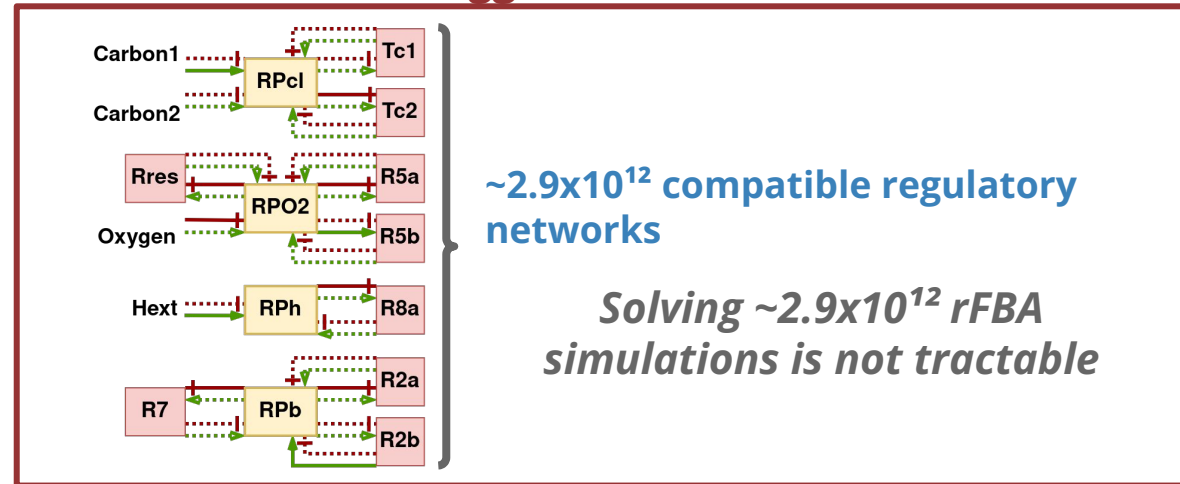 Carbon1
Carbon2
RPcl
Tc1
Tc2
Rres
Oxygen
RPO2
R5a
R5b
Hext
RPh
R8a
R7
RPb
R2a
R2b
~2.9x10¹² compatible regulatory
networks
Solving ~2.9x10¹² rFBA
simulations is not tractable